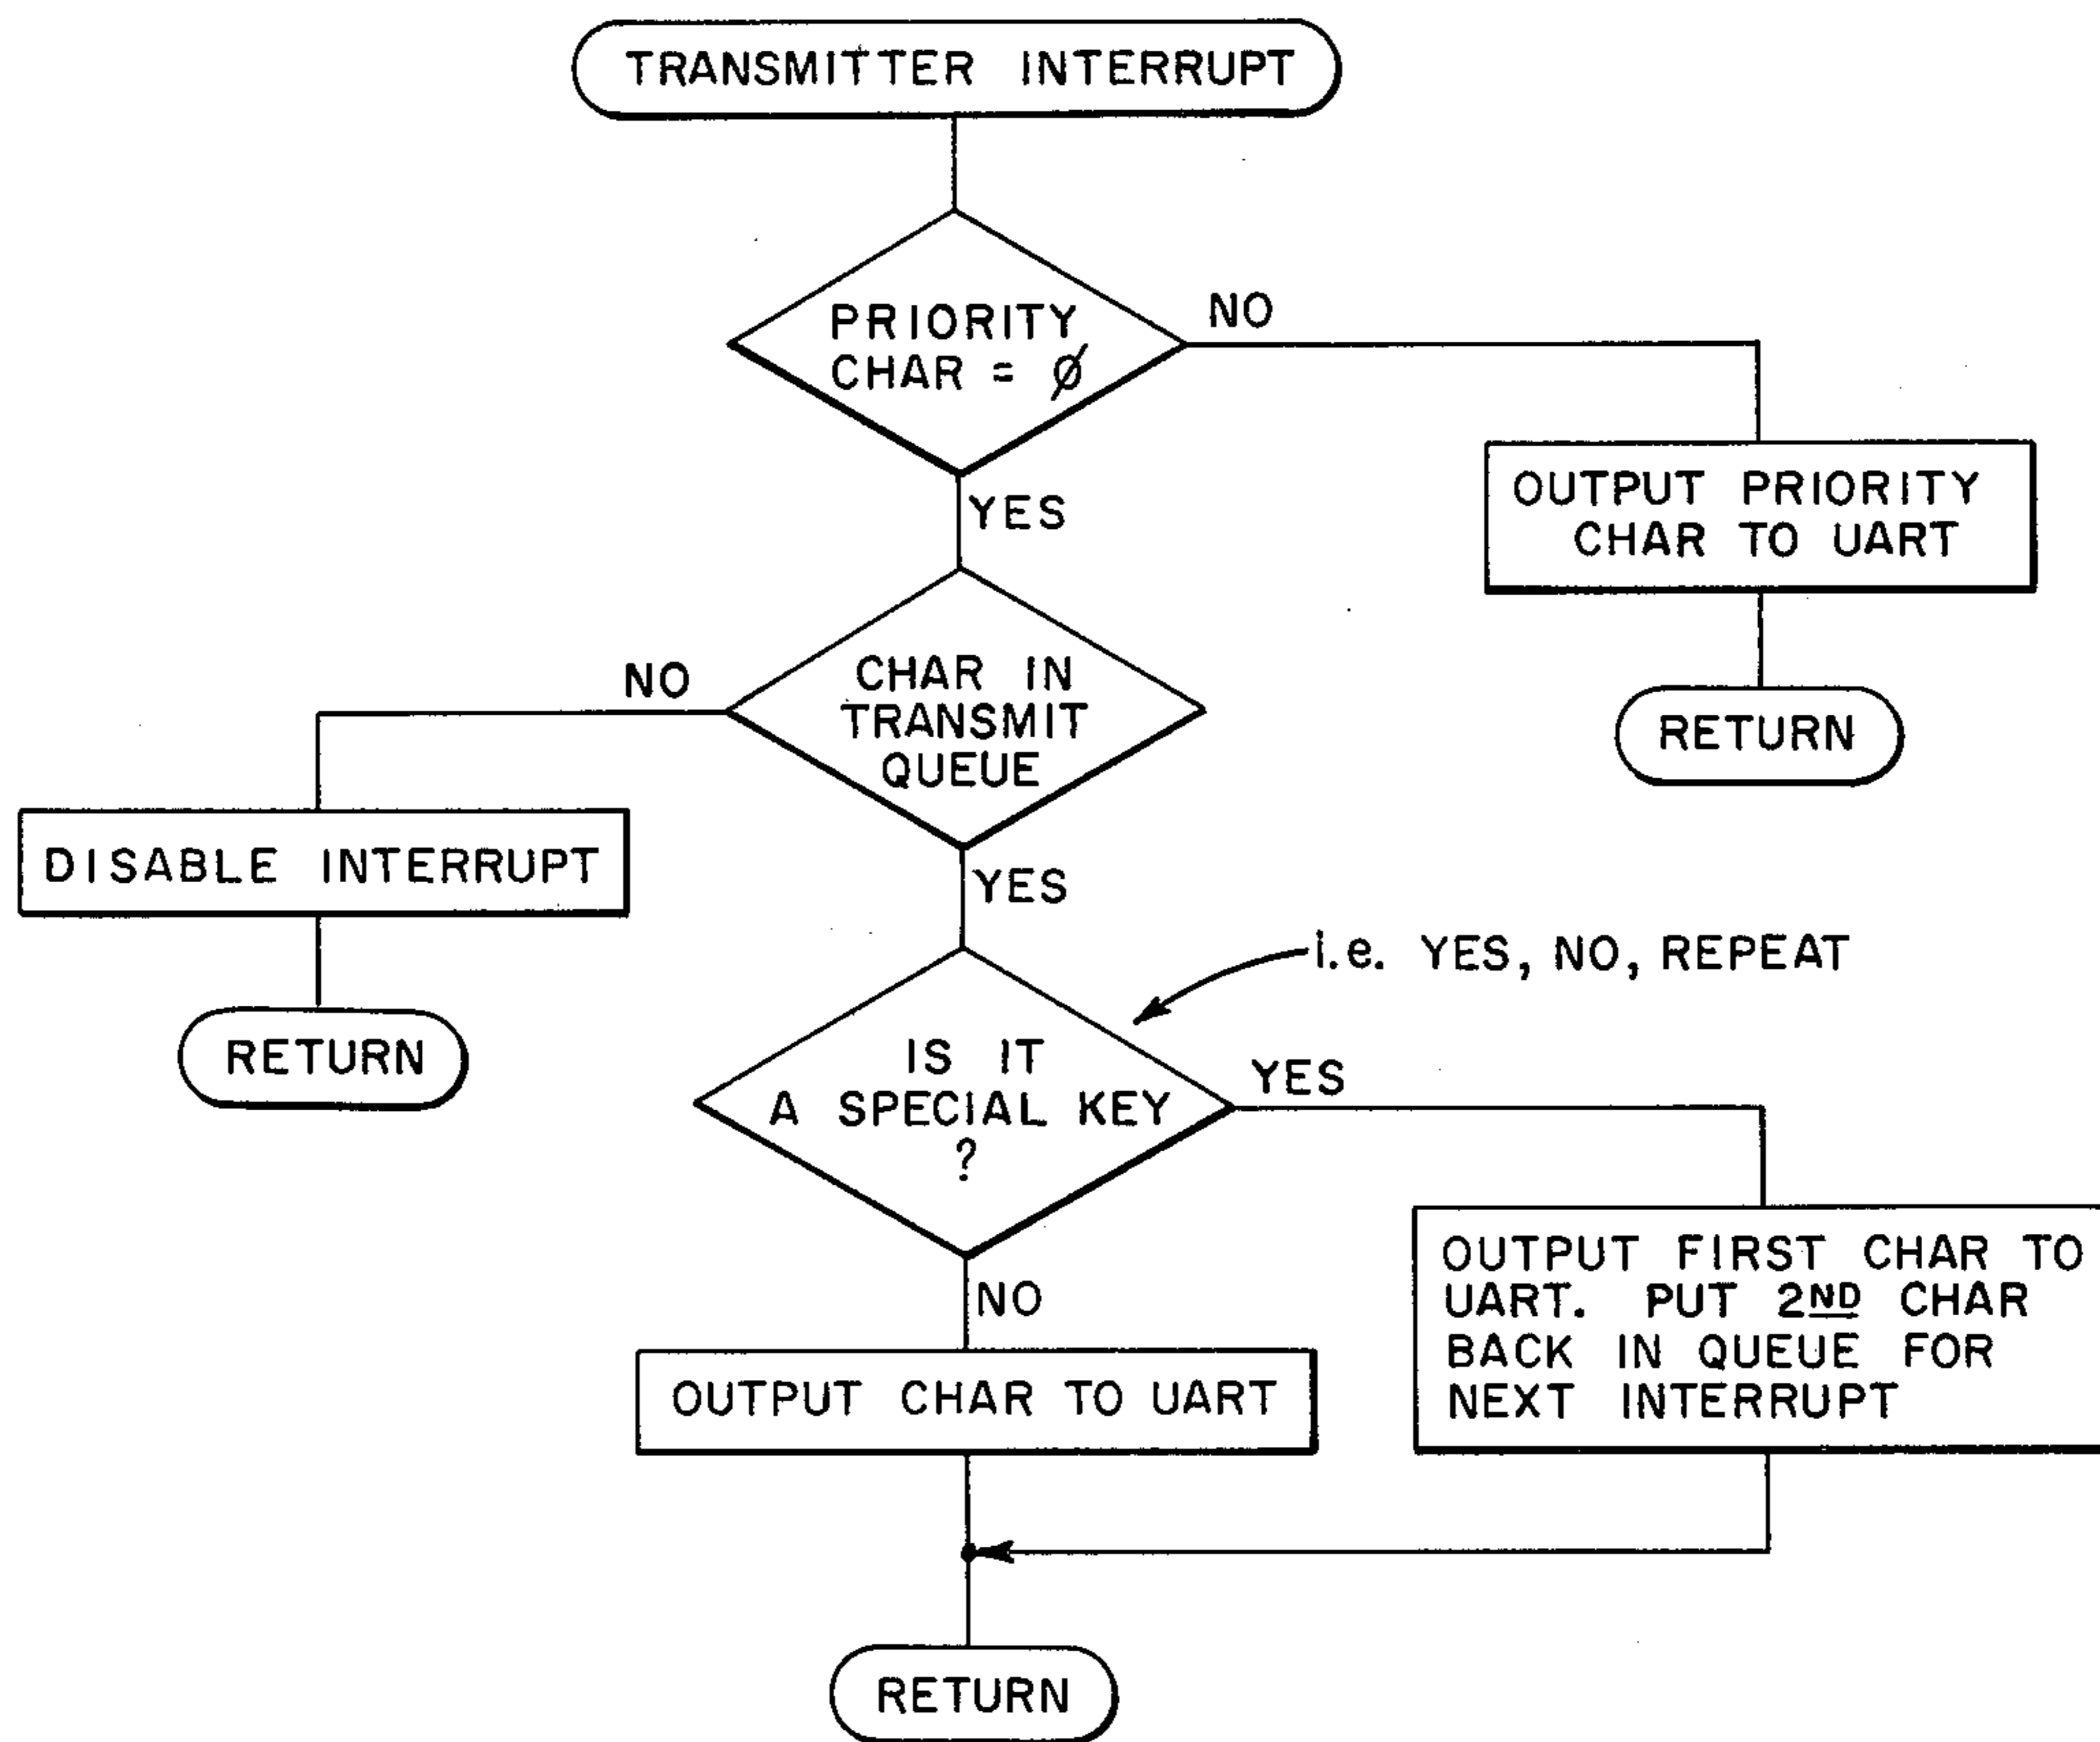 TRANSMITTER INTERRUPT
PRIORITY
CHAR = Ø
NO
OUTPUT PRIORITY
CHAR TO UART
RETURN
YES
CHAR IN
TRANSMIT
QUEUE
NO
DISABLE INTERRUPT
RETURN
YES
i.e. YES, NO, REPEAT
IS IT
A SPECIAL KEY
?
YES
OUTPUT FIRST CHAR TO
UART. PUT 2ND CHAR
BACK IN QUEUE FOR
NEXT INTERRUPT
NO
OUTPUT CHAR TO UART
RETURN